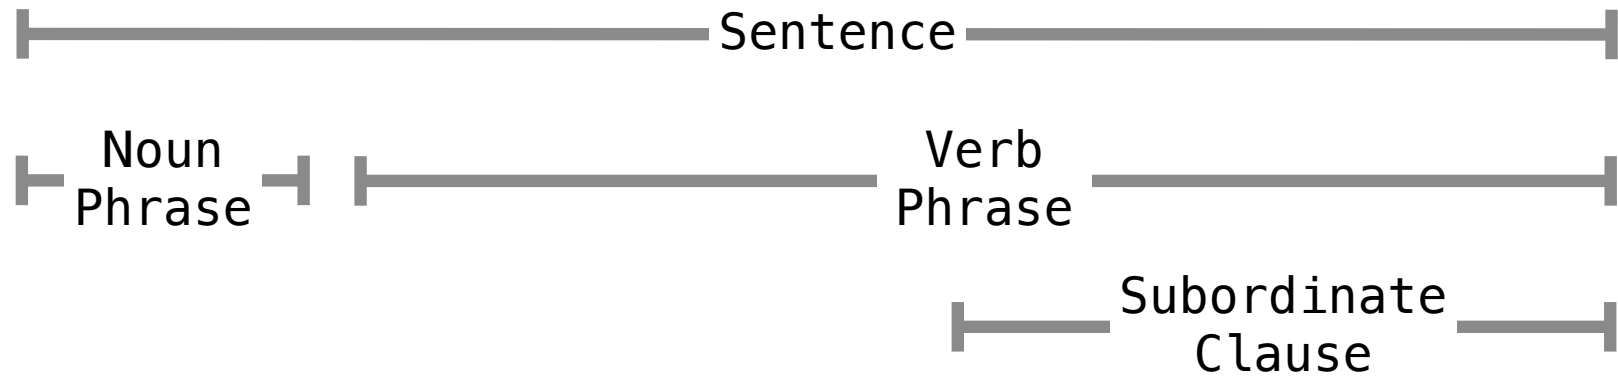 Sentence
Noun
Phrase
Verb
Phrase
Subordinate
Clause